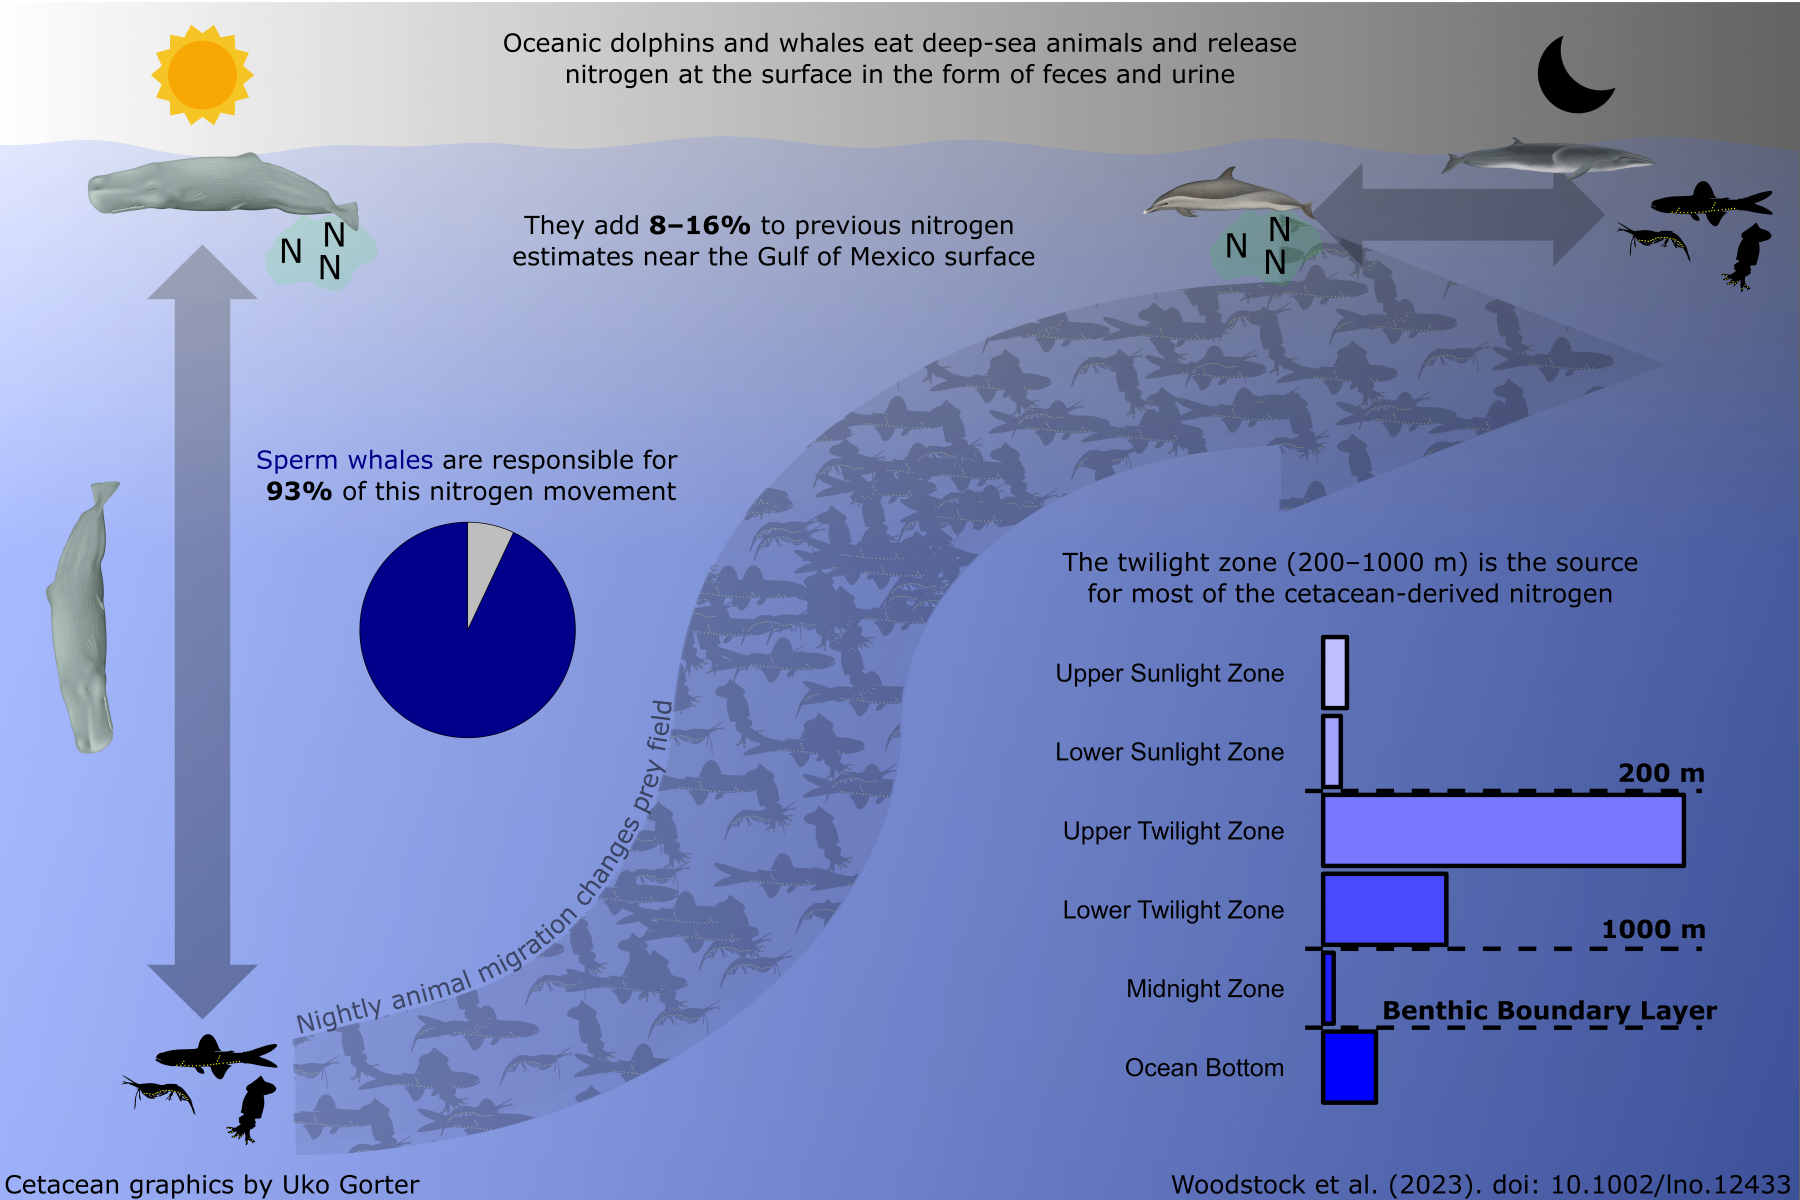 Oceanic dolphins and whales eat deep-sea animals and release
nitrogen at the surface in the form of feces and urine
They add 8–16% to previous nitrogen
estimates near the Gulf of Mexico surface
N
N
N
N
N
N
Sperm whales are responsible for
93% of this nitrogen movement
Nightly animal migration changes prey field
The twilight zone (200–1000 m) is the source
for most of the cetacean-derived nitrogen
Upper Sunlight Zone
Lower Sunlight Zone
200 m
Upper Twilight Zone
Lower Twilight Zone
1000 m
Midnight Zone
Benthic Boundary Layer
Ocean Bottom
Cetacean graphics by Uko Gorter
Woodstock et al. (2023). doi: 10.1002/lno.12433